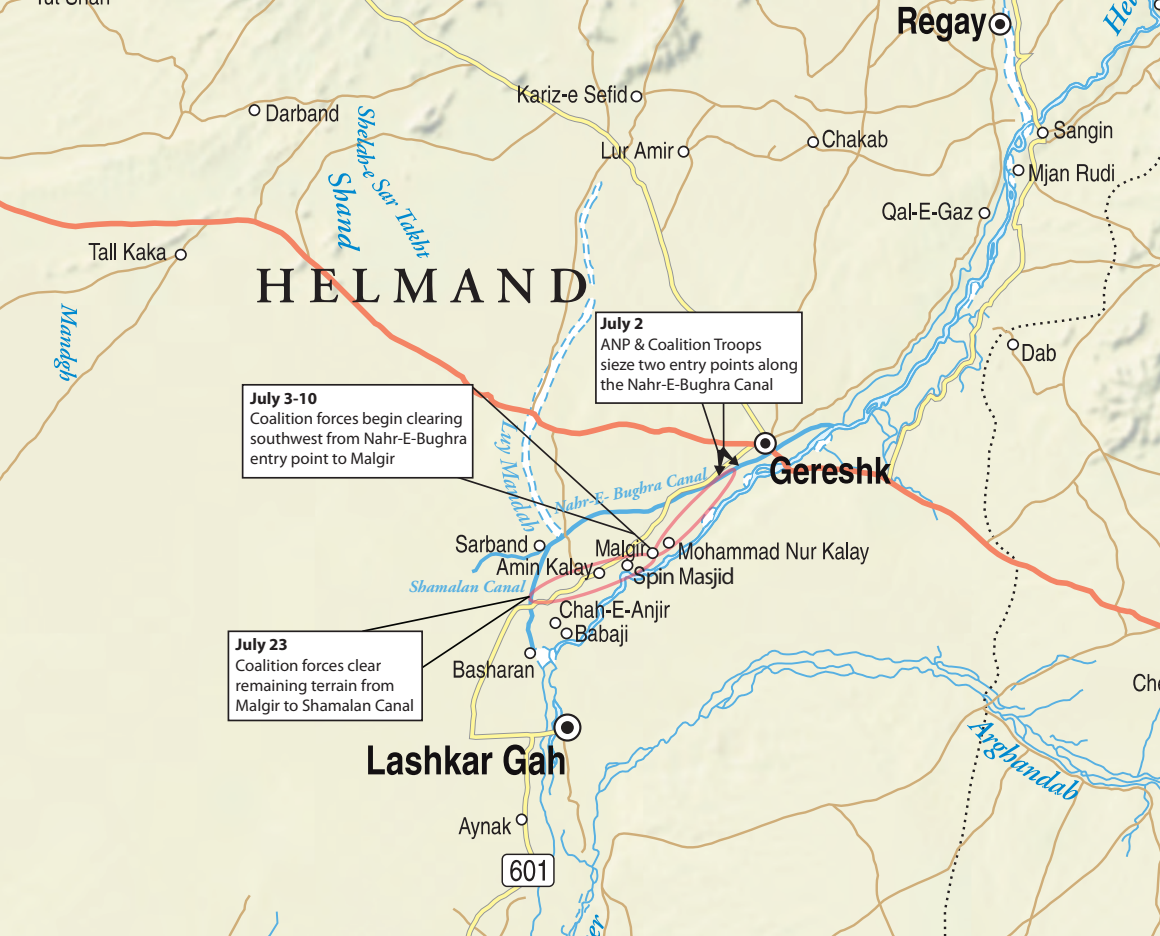 Regay
Kariz-e Sefid
Darband
Sangin
Chakab
Lur Amir
Mjan Rudi
Shelab-e Sar Takht
Shand
Qal-E-Gaz
Tall Kaka
HELMAND
Mandgh
July 2
ANP & Coalition Troops
sieze two entry points along
the Nahr-E-Bughra Canal
Dab
July 3-10
Coalition forces begin clearing
southwest from Nahr-E-Bughra
entry point to Malgir
Gereshk
Luy Mandah
Nahr-E- Bughra Canal
Sarband
Malgir
Mohammad Nur Kalay
Amin Kalay
Spin Masjid
Shamalan Canal
Chah-E-Anjir
Babaji
July 23
Coalition forces clear
remaining terrain from
Malgir to Shamalan Canal
Basharan
Lashkar Gah
Arghandab
Aynak
601